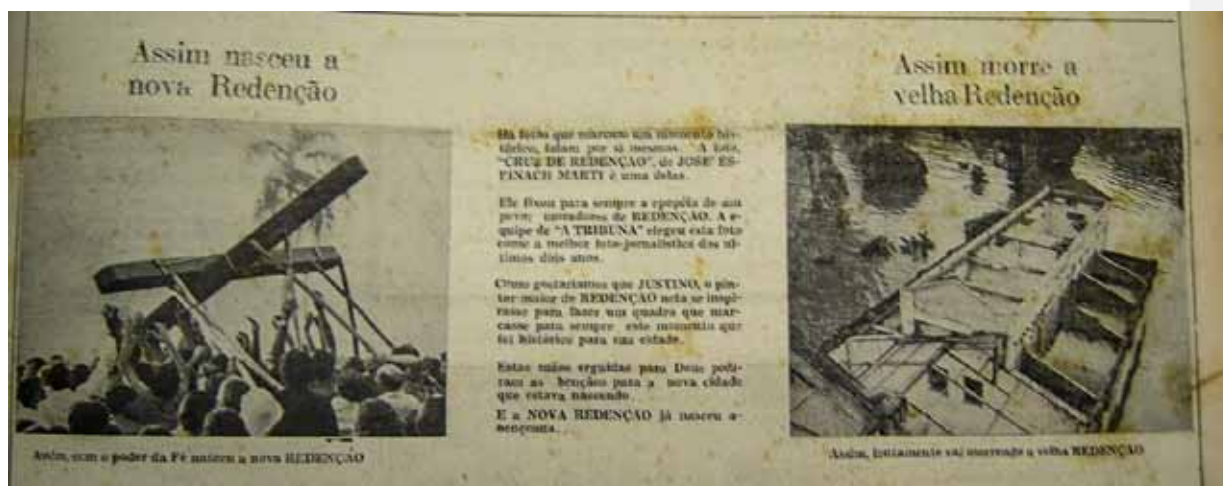 Assim nasceu a
nova Redenção
Há fotos que marcam um momento his-
tórico, falam por si mesmas. A foto,
"CRUZ DE REDENÇÃO", de JOSE' ES-
PINACH MARTI é uma delas.
Ele fixou para sempre a epopéia de um
povo: moradores de REDENÇÃO. A e-
quipe de "A TRIBUNA" elegeu esta foto
como a melhor foto-jornalística dos ul-
timos dois anos.
Como gostaríamos que JUSTINO, o pin-
tor maior de REDENÇÃO nela se inspi-
rasse para fazer um quadro que mar-
casse para sempre este momento que
foi histórico para sua cidade.
Estas mãos erguidas para Deus pedi-
ram as bençãos para a nova cidade
que estava nascendo.
E a NOVA REDENÇÃO já nasceu a-
bençoada...
Assim, com o poder da Fé nasceu a nova REDENÇÃO
Assim morre a
velha Redenção
Assim, lentamente vai morrendo a velha REDENÇÃO